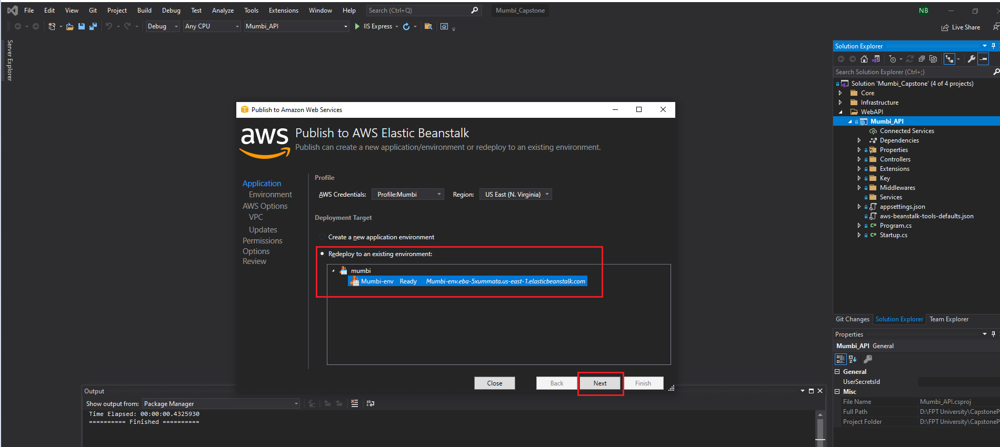 File Edit View Git Project Build Debug Test Analyze Tools Extensions Window Help Search (Ctrl+Q) Mumbi_Capstone NB
Debug Any CPU Mumbi_API IIS Express Live Share
Server Explorer
Solution Explorer
Search Solution Explorer (Ctrl+;)
Solution 'Mumbi_Capstone' (4 of 4 projects)
Core
Infrastructure
WebAPI
Mumbi_API
Connected Services
Dependencies
Properties
Controllers
Extensions
Key
Middlewares
Services
appsettings.json
aws-beanstalk-tools-defaults.json
Program.cs
Startup.cs
Git Changes Solution Explorer Team Explorer
Properties
Mumbi_API General
General
UserSecretsId
Misc
File Name Mumbi_API.csproj
Full Path D:\FPT University\CapstoneP
Project Folder D:\FPT University\CapstoneP
Publish to Amazon Web Services
aws
Publish to AWS Elastic Beanstalk
Publish can create a new application/environment or redeploy to an existing environment.
Application
Environment
AWS Options
VPC
Updates
Permissions
Options
Review
Profile
AWS Credentials: Profile:Mumbi Region: US East (N. Virginia)
Deployment Target
Create a new application environment
Redeploy to an existing environment:
mumbi
Mumbi-env Ready Mumbi-env.eba-5xummata.us-east-1.elasticbeanstalk.com
Close Back Next Finish
Output
Show output from: Package Manager
Time Elapsed: 00:00:00.4325930
========== Finished ==========